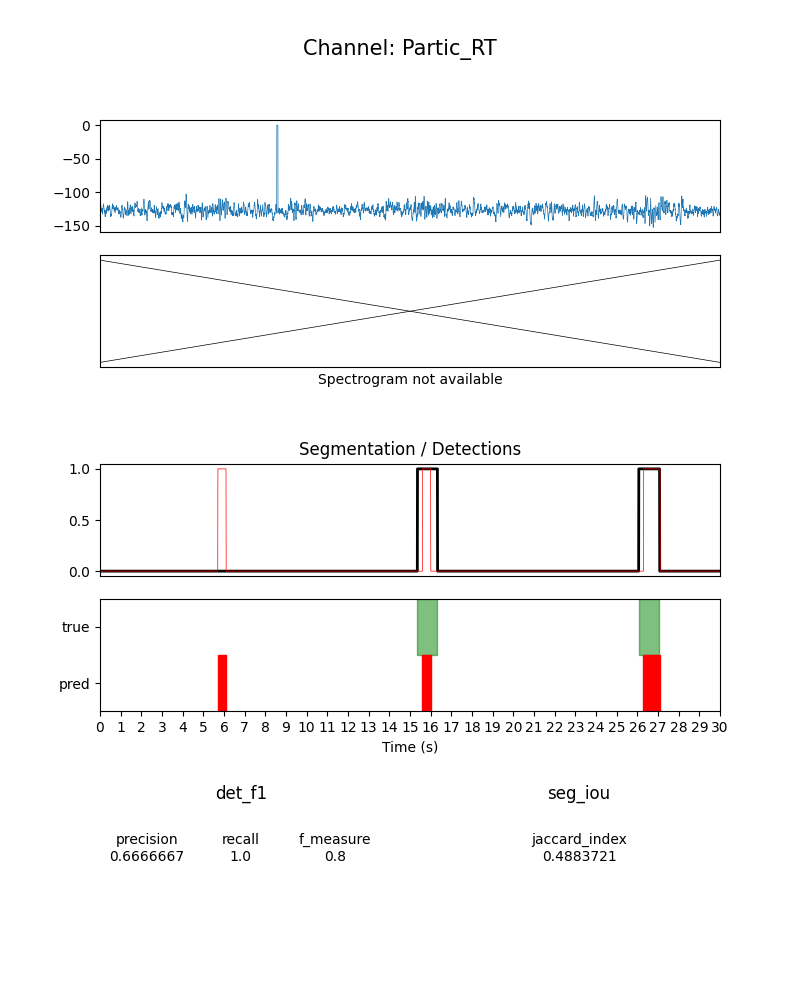 Channel: Partic_RT
0
−50
−100
−150
Spectrogram not available
Segmentation / Detections
1.0
0.5
0.0
true
pred
0 1 2 3 4 5 6 7 8 9 10 11 12 13 14 15 16 17 18 19 20 21 22 23 24 25 26 27 28 29 30
Time (s)
det_f1 seg_iou
precision recall f_measure jaccard_index
0.6666667 1.0 0.8 0.4883721